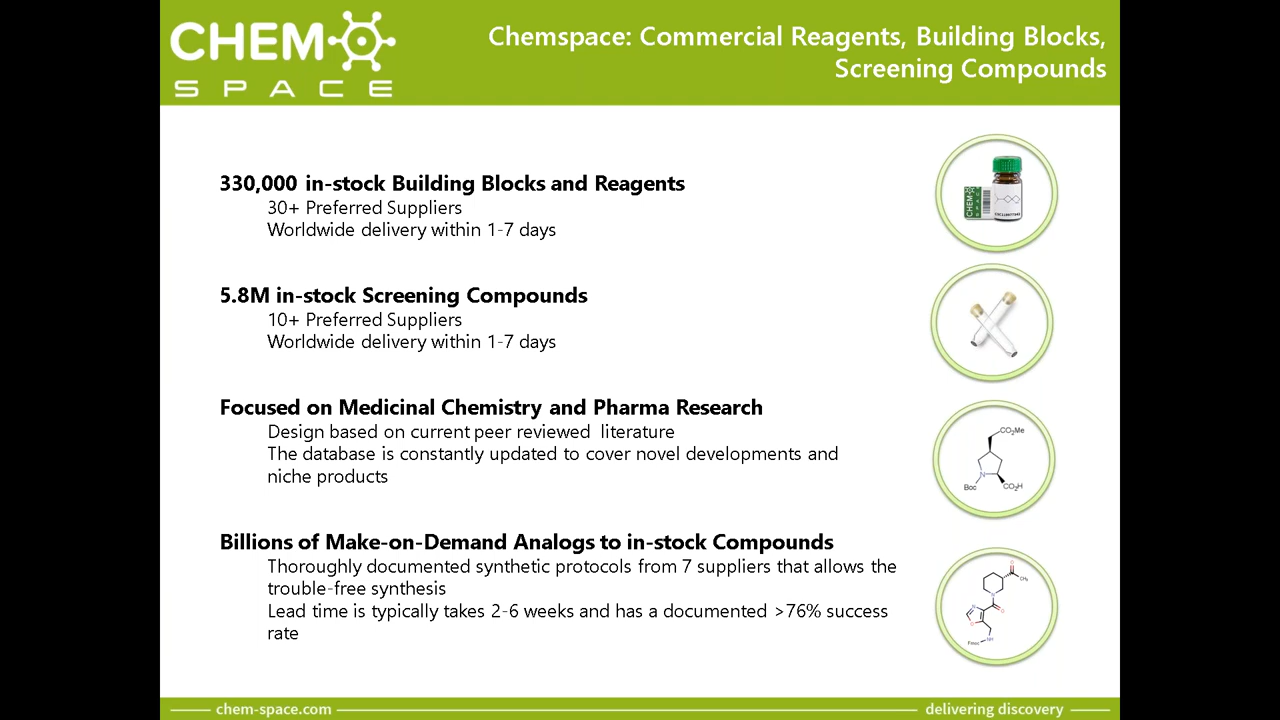 CHEM
SPACE
Chemspace: Commercial Reagents, Building Blocks,
Screening Compounds
330,000 in-stock Building Blocks and Reagents
30+ Preferred Suppliers
Worldwide delivery within 1-7 days
CHEM
SPACE
5.8M in-stock Screening Compounds
10+ Preferred Suppliers
Worldwide delivery within 1-7 days
Focused on Medicinal Chemistry and Pharma Research
Design based on current peer reviewed literature
The database is constantly updated to cover novel developments and
niche products
CO2Me
N
Boc
CO2H
Billions of Make-on-Demand Analogs to in-stock Compounds
Thoroughly documented synthetic protocols from 7 suppliers that allows the
trouble-free synthesis
Lead time is typically takes 2-6 weeks and has a documented >76% success
rate
O
CH3
N
O
N
O
NH
Fmoc
chem-space.com
delivering discovery